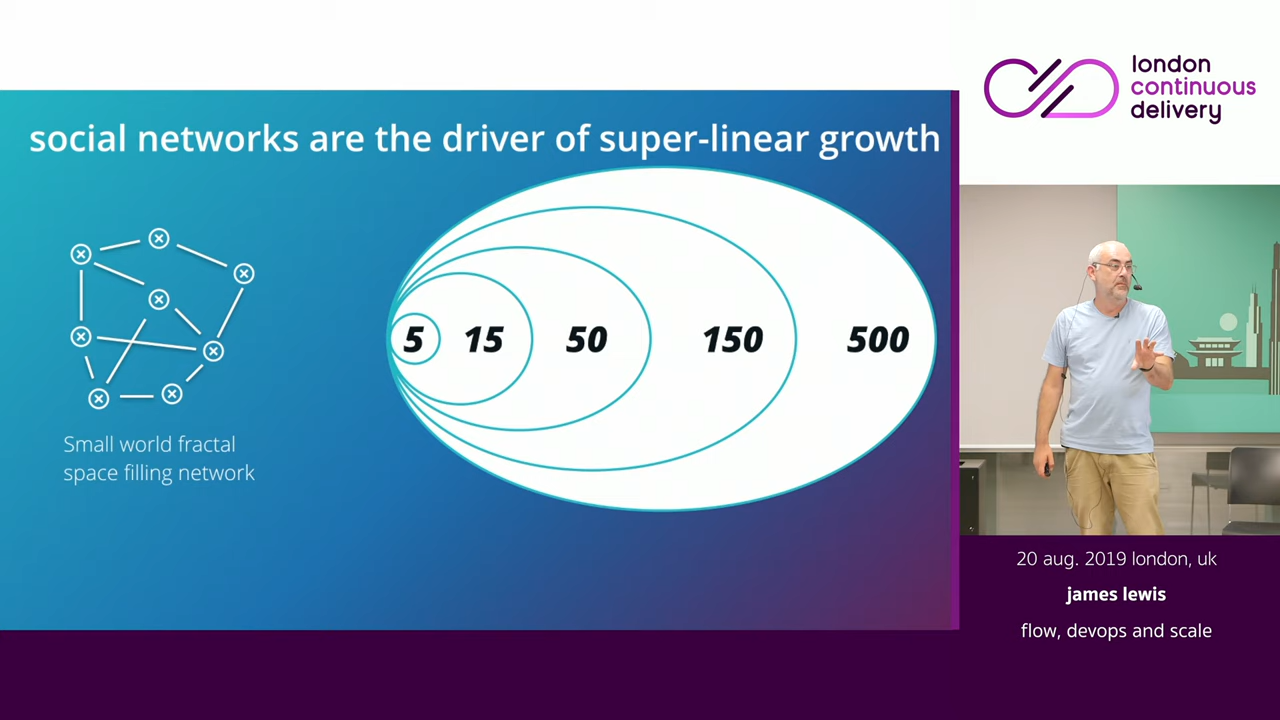 social networks are the driver of super-linear growth
5
15
50
150
500
Small world fractal
space filling network
london
continuous
delivery
20 aug. 2019 london, uk
james lewis
flow, devops and scale